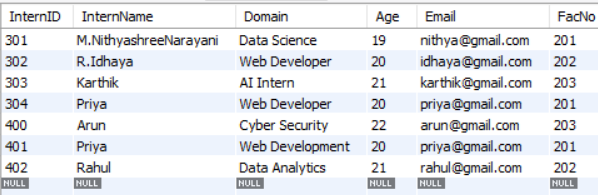 InternID InternName Domain Age Email FacNo
301 M.NithyashreeNarayani Data Science 19 nithya@gmail.com 201
302 R.Idhaya Web Developer 20 idhaya@gmail.com 202
303 Karthik AI Intern 21 karthik@gmail.com 203
304 Priya Web Developer 20 priya@gmail.com 201
400 Arun Cyber Security 22 arun@gmail.com 203
401 Priya Web Development 20 priya@gmail.com 201
402 Rahul Data Analytics 21 rahul@gmail.com 202
NULL NULL NULL NULL NULL NULL